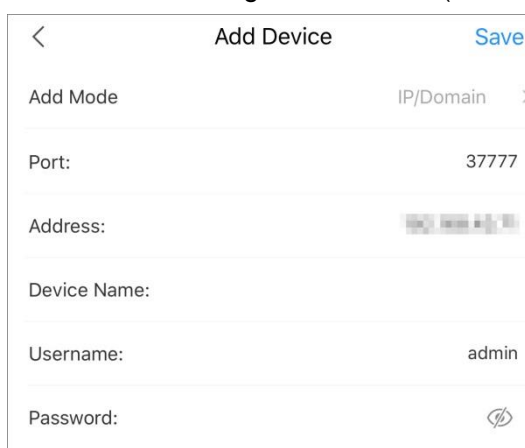 Add Device Save
Add Mode IP/Domain
Port: 37777
Address:
Device Name:
Username: admin
Password: